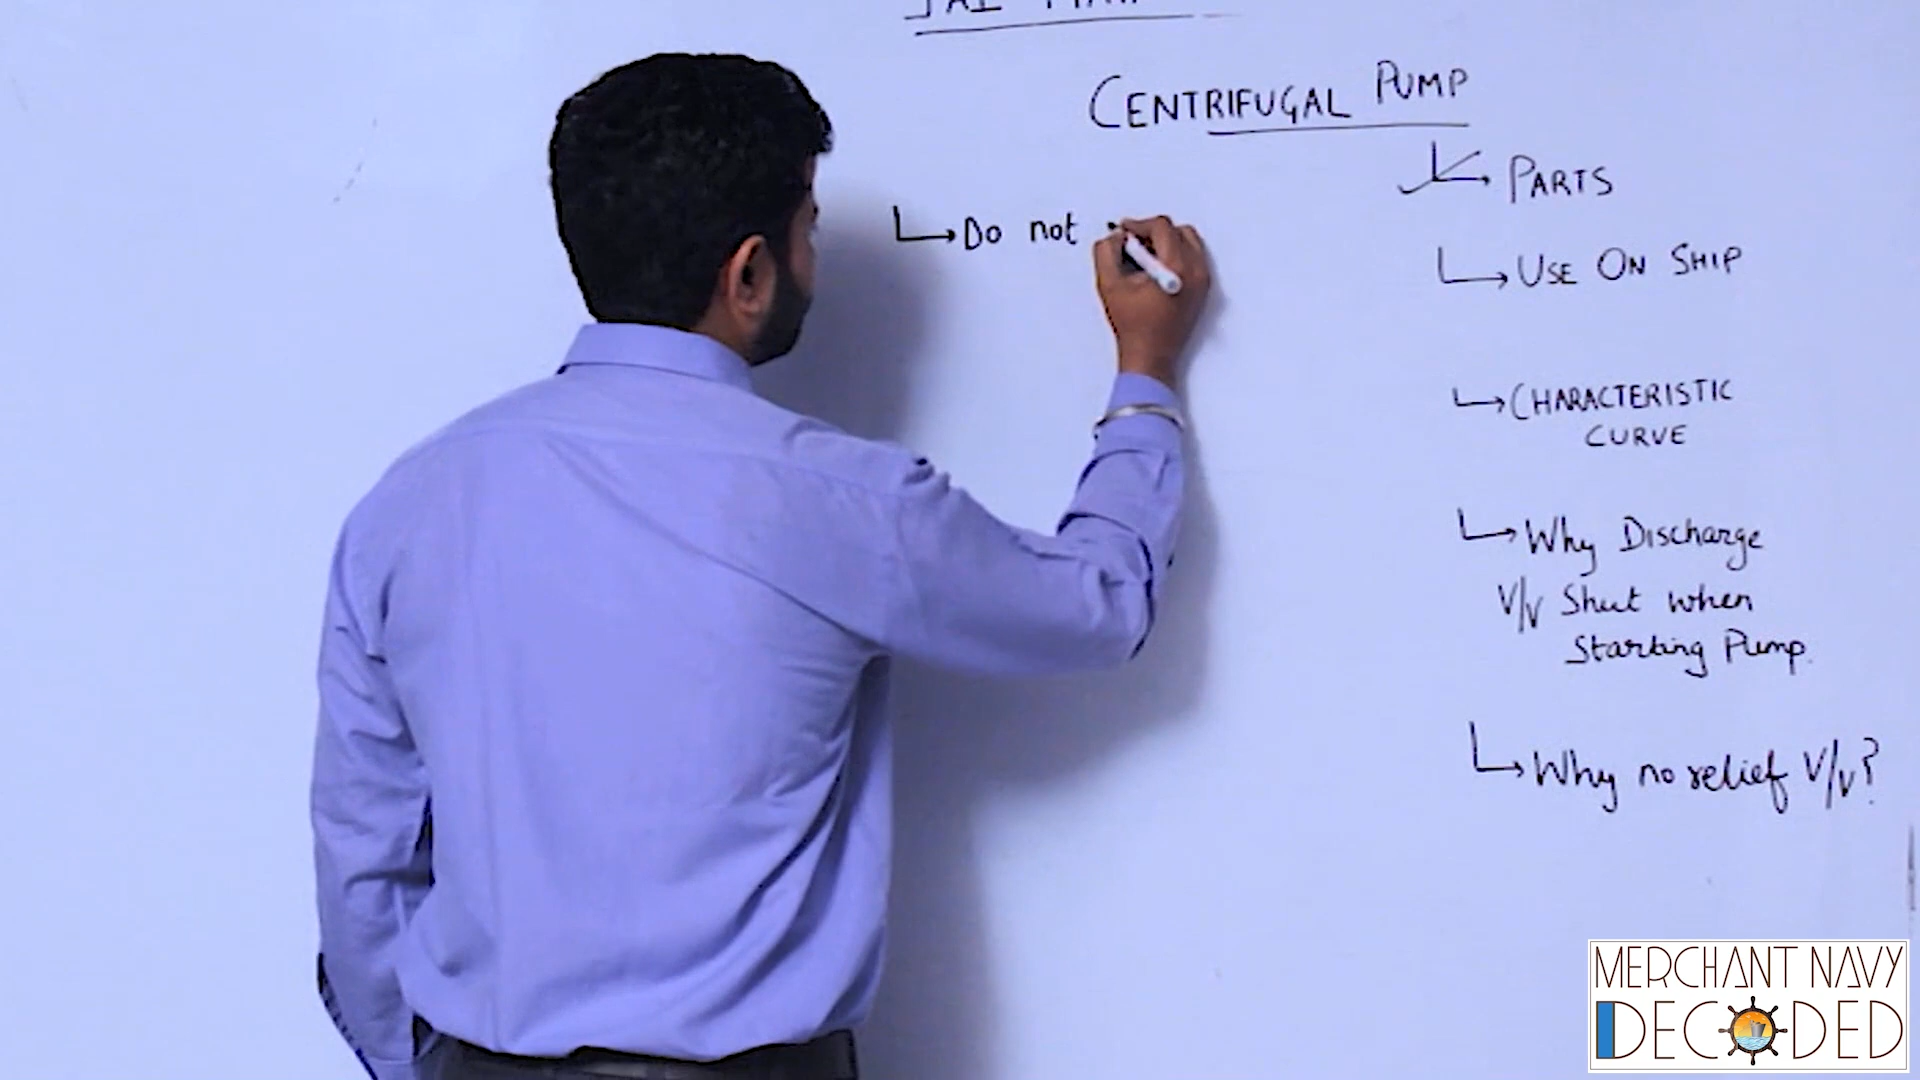 CENTRIFUGAL PUMP
PARTS
Do not
USE ON SHIP
CHARACTERISTIC
CURVE
Why Discharge
V/V Shut when
Starting Pump.
Why no relief V/V?
MERCHANT NAVY
DECODED